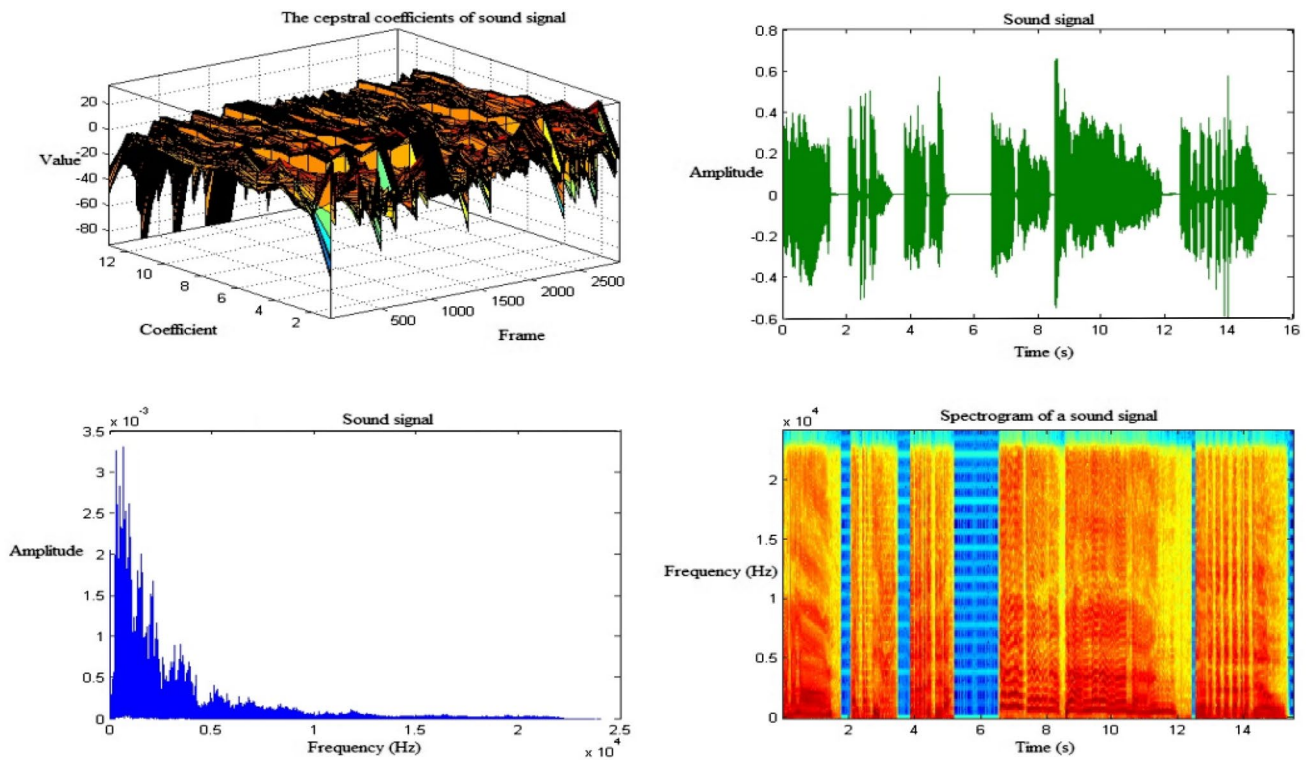 The cepstral coefficients of sound signal
20
0
-20
-40
-60
-80
Value
12
10
8
6
4
2
Coefficient
500
1000
1500
2000
2500
Frame
Sound signal
0.8
0.6
0.4
0.2
0
-0.2
-0.4
-0.6
Amplitude
0 2 4 6 8 10 12 14 16
Time (s)
x 10^-3
Sound signal
3.5
3
2.5
2
1.5
1
0.5
0
Amplitude
0 0.5 1 1.5 2 2.5
Frequency (Hz)
x 10^4
x 10^4
Spectrogram of a sound signal
2
1.5
1
0.5
0
Frequency (Hz)
2 4 6 8 10 12 14
Time (s)